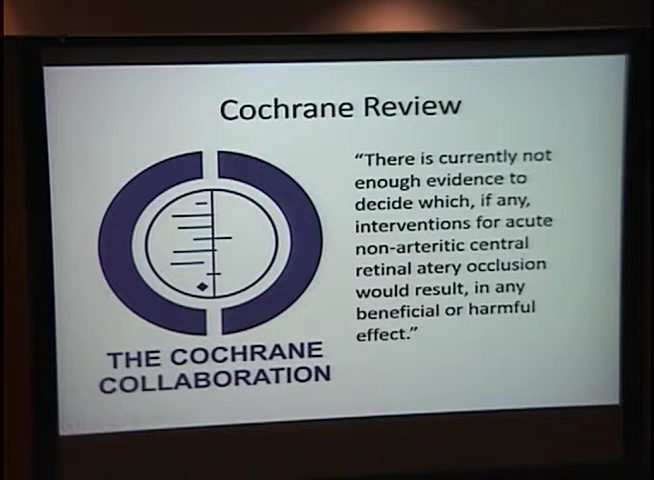 Cochrane Review
“There is currently not
enough evidence to
decide which, if any,
interventions for acute
non-arteritic central
retinal atery occlusion
would result, in any
beneficial or harmful
effect.”
THE COCHRANE
COLLABORATION